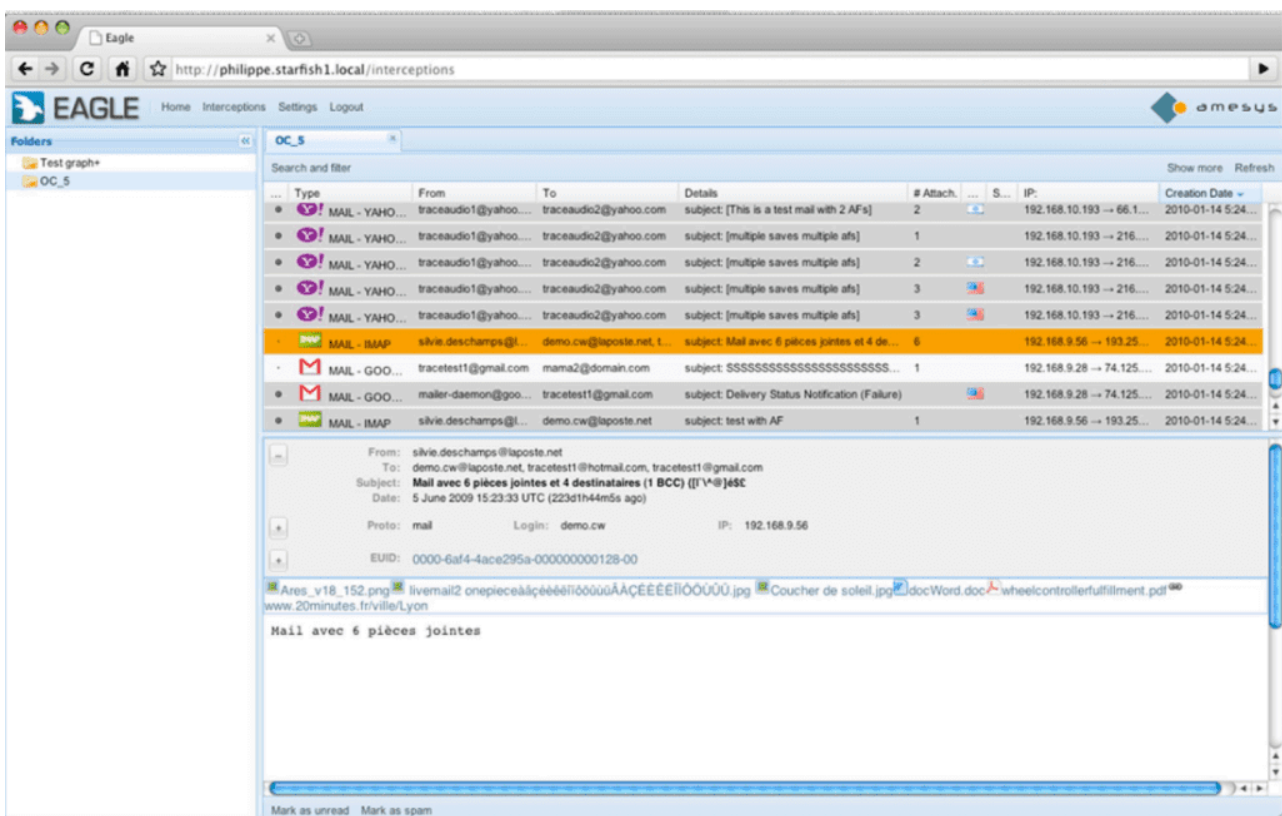 Eagle
http://philippe.starfish1.local/interceptions
EAGLE Home Interceptions Settings Logout amesys
Folders
Test graph+
OC_5
OC_5
Search and filter Show more Refresh
... Type From To Details # Attach. ... S... IP: Creation Date
MAIL - YAHO... traceaudio1@yahoo.... traceaudio2@yahoo.com subject: [This is a test mail with 2 AFs] 2 192.168.10.193 → 66.1... 2010-01-14 5:24...
MAIL - YAHO... traceaudio1@yahoo.... traceaudio2@yahoo.com subject: [multiple saves multiple afs] 1 192.168.10.193 → 216.... 2010-01-14 5:24...
MAIL - YAHO... traceaudio1@yahoo.... traceaudio2@yahoo.com subject: [multiple saves multiple afs] 2 192.168.10.193 → 216.... 2010-01-14 5:24...
MAIL - YAHO... traceaudio1@yahoo.... traceaudio2@yahoo.com subject: [multiple saves multiple afs] 3 192.168.10.193 → 216.... 2010-01-14 5:24...
MAIL - YAHO... traceaudio1@yahoo.... traceaudio2@yahoo.com subject: [multiple saves multiple afs] 3 192.168.10.193 → 216.... 2010-01-14 5:24...
IMAP MAIL - IMAP silvie.deschamps@l... demo.cw@laposte.net, t... subject: Mail avec 6 pièces jointes et 4 de... 6 192.168.9.56 → 193.25... 2010-01-14 5:24...
MAIL - GOO... tracetest1@gmail.com mama2@domain.com subject: SSSSSSSSSSSSSSSSSSSSSSS... 1 192.168.9.28 → 74.125.... 2010-01-14 5:24...
MAIL - GOO... mailer-daemon@goo... tracetest1@gmail.com subject: Delivery Status Notification (Failure) 192.168.9.28 → 74.125.... 2010-01-14 5:24...
IMAP MAIL - IMAP silvie.deschamps@l... demo.cw@laposte.net subject: test with AF 1 192.168.9.56 → 193.25... 2010-01-14 5:24...
From: silvie.deschamps@laposte.net
To: demo.cw@laposte.net, tracetest1@hotmail.com, tracetest1@gmail.com
Subject: Mail avec 6 pièces jointes et 4 destinataires (1 BCC)
Date: 5 June 2009 15:23:33 UTC (223d1h44m5s ago)
Proto: mail Login: demo.cw IP: 192.168.9.56
EUID: 0000-6af4-4ace295a-000000000128-00
Ares_v18_152.png livemail2 Coucher de soleil.jpg docWord.doc wheelcontrollerfulfillment.pdf
www.20minutes.fr/ville/Lyon
Mail avec 6 pièces jointes
Mark as unread Mark as spam